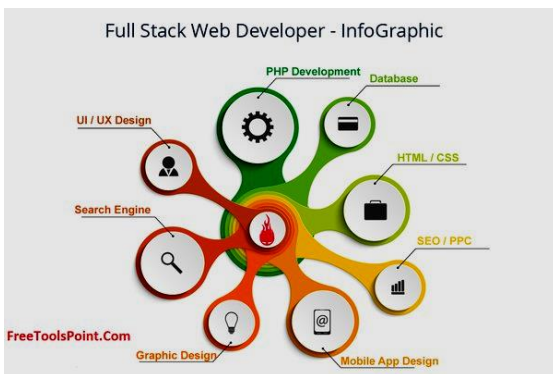 Full Stack Web Developer - InfoGraphic
PHP Development
Database
UI / UX Design
HTML / CSS
Search Engine
SEO / PPC
@
FreeToolsPoint.Com
Graphic Design
Mobile App Design